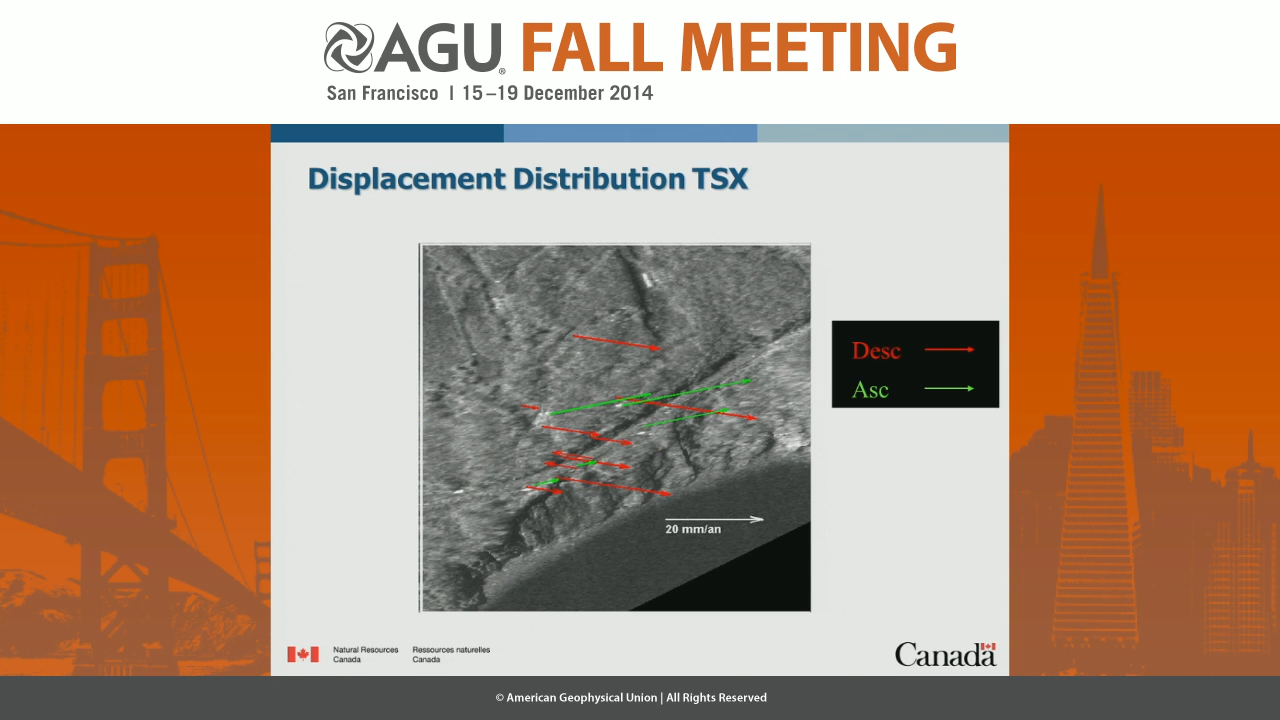 AGU FALL MEETING
San Francisco | 15–19 December 2014
Displacement Distribution TSX
Desc
Asc
20 mm/an
Natural Resources Canada
Ressources naturelles Canada
Canada
© American Geophysical Union | All Rights Reserved